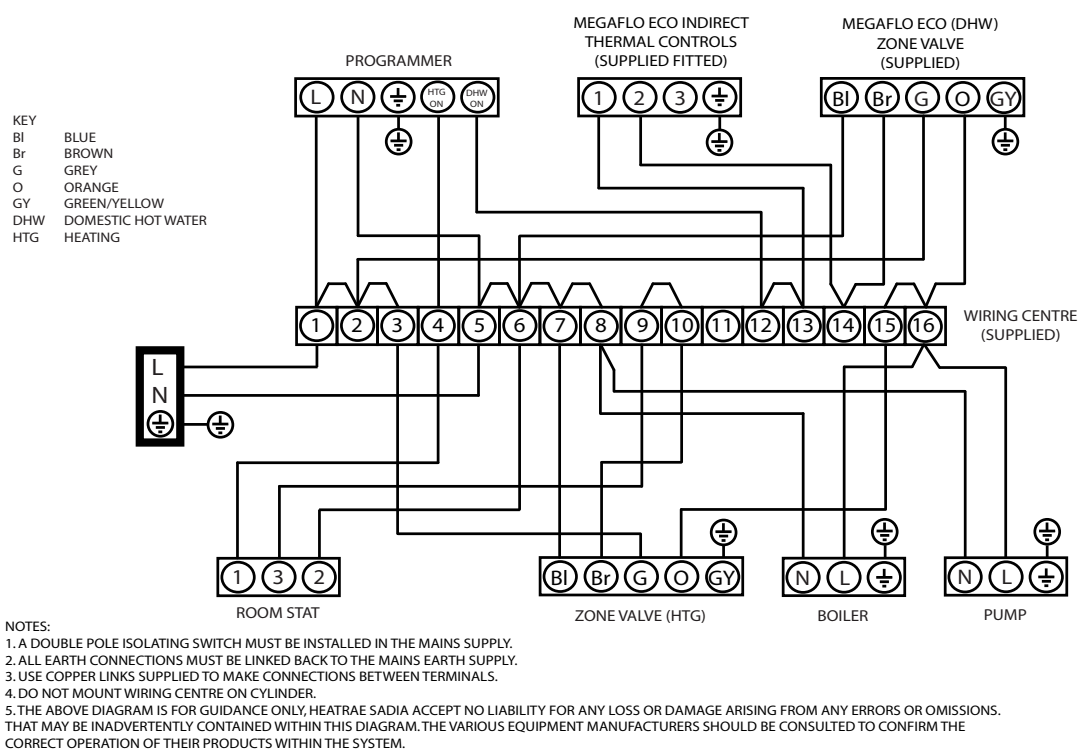 MEGAFLO ECO INDIRECT
THERMAL CONTROLS
(SUPPLIED FITTED)
MEGAFLO ECO (DHW)
ZONE VALVE
(SUPPLIED)
PROGRAMMER
L N HTG ON DHW ON
1 2 3
Bl Br G O GY
KEY
Bl BLUE
Br BROWN
G GREY
O ORANGE
GY GREEN/YELLOW
DHW DOMESTIC HOT WATER
HTG HEATING
1 2 3 4 5 6 7 8 9 10 11 12 13 14 15 16
WIRING CENTRE
(SUPPLIED)
L
N
1 3 2
Bl Br G O GY
N L
N L
ROOM STAT
ZONE VALVE (HTG)
BOILER
PUMP
NOTES:
1. A DOUBLE POLE ISOLATING SWITCH MUST BE INSTALLED IN THE MAINS SUPPLY.
2. ALL EARTH CONNECTIONS MUST BE LINKED BACK TO THE MAINS EARTH SUPPLY.
3. USE COPPER LINKS SUPPLIED TO MAKE CONNECTIONS BETWEEN TERMINALS.
4. DO NOT MOUNT WIRING CENTRE ON CYLINDER.
5. THE ABOVE DIAGRAM IS FOR GUIDANCE ONLY, HEATRAE SADIA ACCEPT NO LIABILITY FOR ANY LOSS OR DAMAGE ARISING FROM ANY ERRORS OR OMISSIONS.
THAT MAY BE INADVERTENTLY CONTAINED WITHIN THIS DIAGRAM. THE VARIOUS EQUIPMENT MANUFACTURERS SHOULD BE CONSULTED TO CONFIRM THE
CORRECT OPERATION OF THEIR PRODUCTS WITHIN THE SYSTEM.